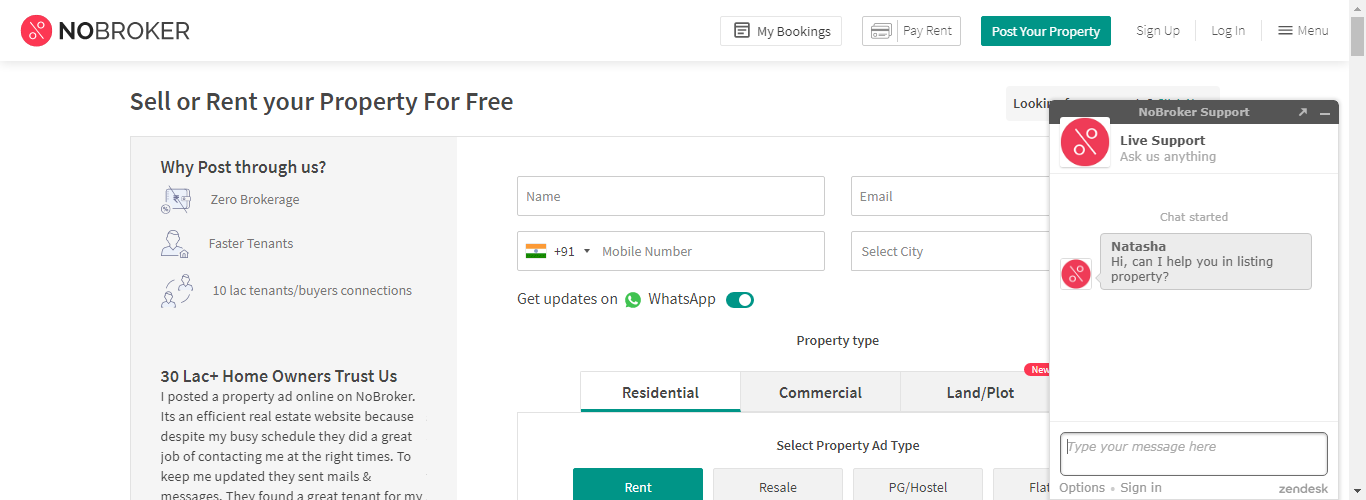 NOBROKER
My Bookings
Pay Rent
Post Your Property
Sign Up
Log In
Menu
Sell or Rent your Property For Free
Why Post through us?
Zero Brokerage
Faster Tenants
10 lac tenants/buyers connections
30 Lac+ Home Owners Trust Us
I posted a property ad online on NoBroker.
Its an efficient real estate website because
despite my busy schedule they did a great
job of contacting me at the right times. To
keep me updated they sent mails &
messages. They found a great tenant for my
Name
Email
+91
Mobile Number
Select City
Get updates on WhatsApp
Property type
New
Residential
Commercial
Land/Plot
Select Property Ad Type
Rent
Resale
PG/Hostel
NoBroker Support
Live Support
Ask us anything
Chat started
Natasha
Hi, can I help you in listing
property?
Type your message here
Options • Sign in
zendesk